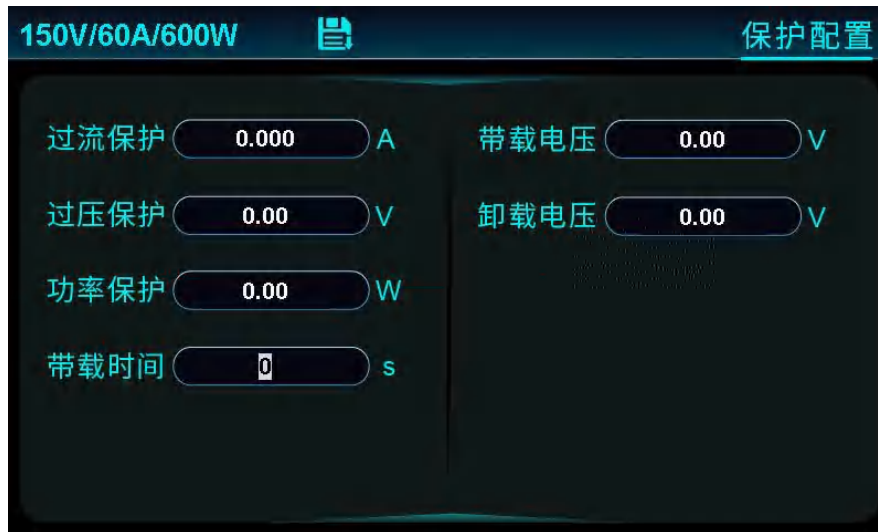 150V/60A/600W 保护配置
过流保护 0.000 A
带载电压 0.00 V
过压保护 0.00 V
卸载电压 0.00 V
功率保护 0.00 W
带载时间 0 s